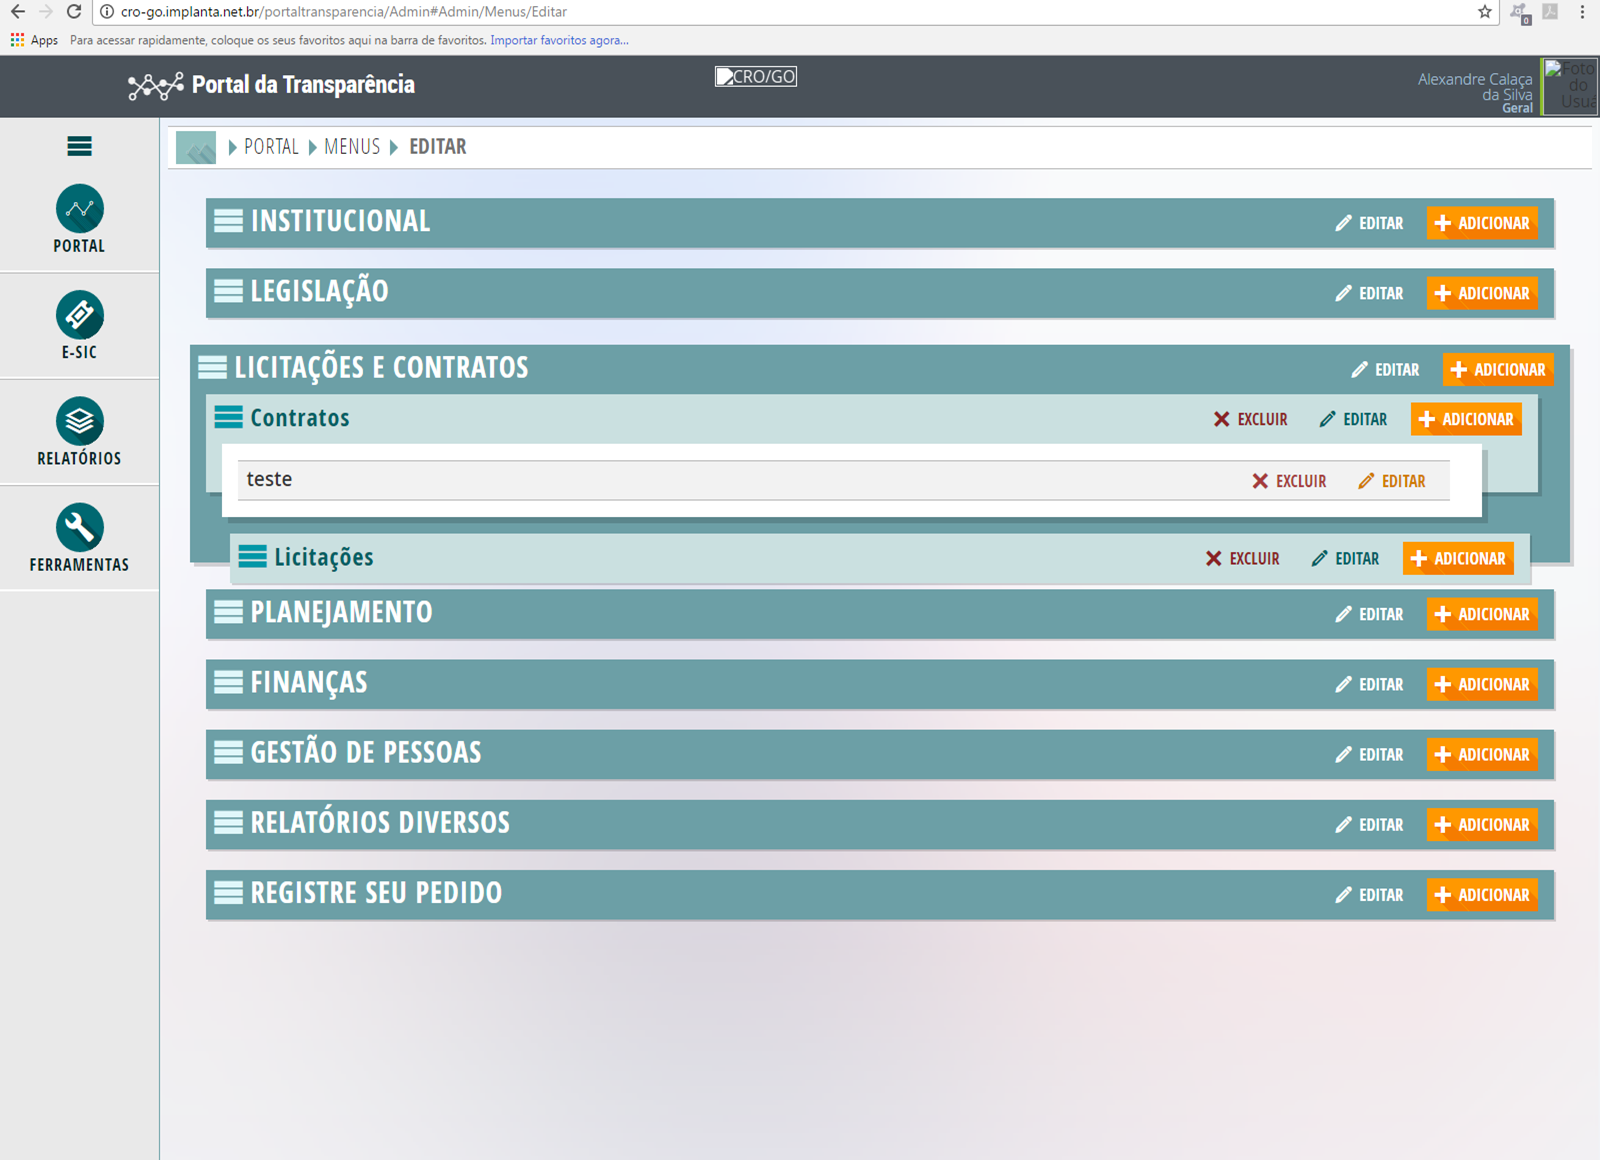 cro-go.implanta.net.br/portaltransparencia/Admin#Admin/Menus/Editar
0
Apps Para acessar rapidamente, coloque os seus favoritos aqui na barra de favoritos. Importar favoritos agora...
Portal da Transparência
CRO/GO
Alexandre Calaça
da Silva
Geral
Foto
do
Usuá
PORTAL MENUS EDITAR
PORTAL
E-SIC
RELATÓRIOS
FERRAMENTAS
INSTITUCIONAL EDITAR ADICIONAR
LEGISLAÇÃO EDITAR ADICIONAR
LICITAÇÕES E CONTRATOS EDITAR ADICIONAR
Contratos EXCLUIR EDITAR ADICIONAR
teste EXCLUIR EDITAR
Licitações EXCLUIR EDITAR ADICIONAR
PLANEJAMENTO EDITAR ADICIONAR
FINANÇAS EDITAR ADICIONAR
GESTÃO DE PESSOAS EDITAR ADICIONAR
RELATÓRIOS DIVERSOS EDITAR ADICIONAR
REGISTRE SEU PEDIDO EDITAR ADICIONAR